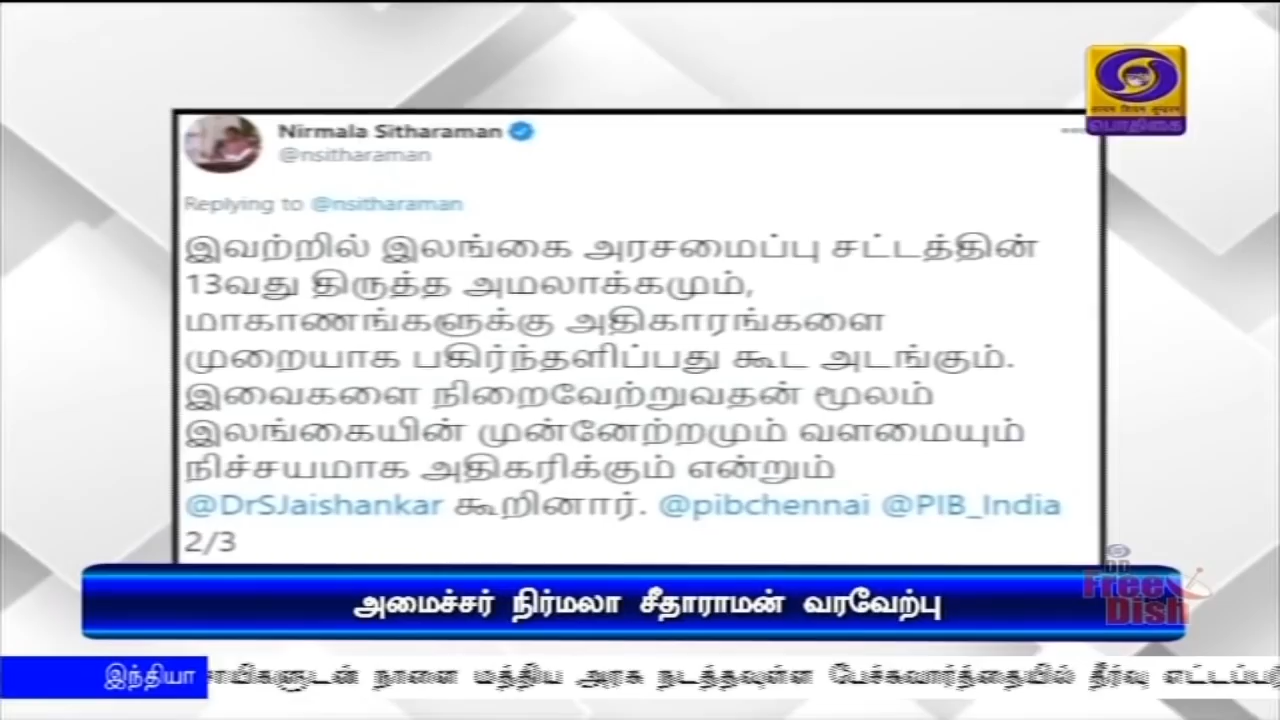 பொதிகை
Nirmala Sitharaman
@nsitharaman
Replying to @nsitharaman
இவற்றில் இலங்கை அரசமைப்பு சட்டத்தின்
13வது திருத்த அமலாக்கமும்,
மாகாணங்களுக்கு அதிகாரங்களை
முறையாக பகிர்ந்தளிப்பது கூட அடங்கும்.
இவைகளை நிறைவேற்றுவதன் மூலம்
இலங்கையின் முன்னேற்றமும் வளமையும்
நிச்சயமாக அதிகரிக்கும் என்றும்
@DrSJaishankar கூறினார். @pibchennai @PIB_India
2/3
DD
Free
Dish
அமைச்சர் நிர்மலா சீதாராமன் வரவேற்பு
இந்தியா நாளை மத்திய அரசு நடத்தவுள்ள பேச்சுவார்த்தையில் தீர்வு